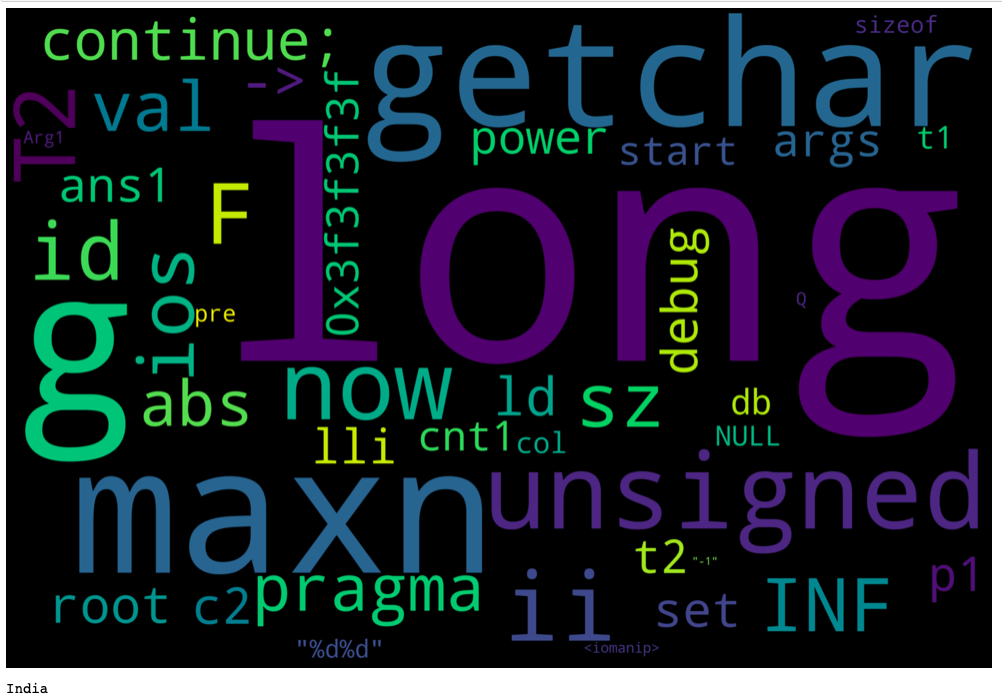 continue;
getchar
sizeof
->
T2
val
Arg1
0x3f3f3f3f
power
start
args
t1
ans1
F
long
id
ios
debug
g
pre
Q
abs
now
ld
sz
db
lli
cnt1
col
NULL
maxn
unsigned
t2
"-1"
root
c2
pragma
ii
set
INF
p1
"%d%d"
<iomanip>
India